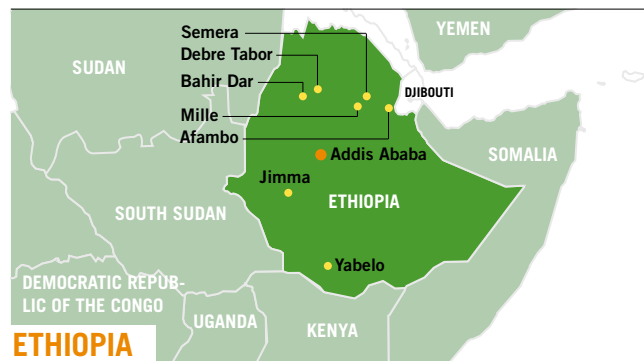 YEMEN
Semera
SUDAN
Debre Tabor
Bahir Dar
DJIBOUTI
Mille
Afambo
Addis Ababa
SOMALIA
Jimma
ETHIOPIA
SOUTH SUDAN
Yabelo
DEMOCRATIC REPUB-
LIC OF THE CONGO
UGANDA
KENYA
ETHIOPIA